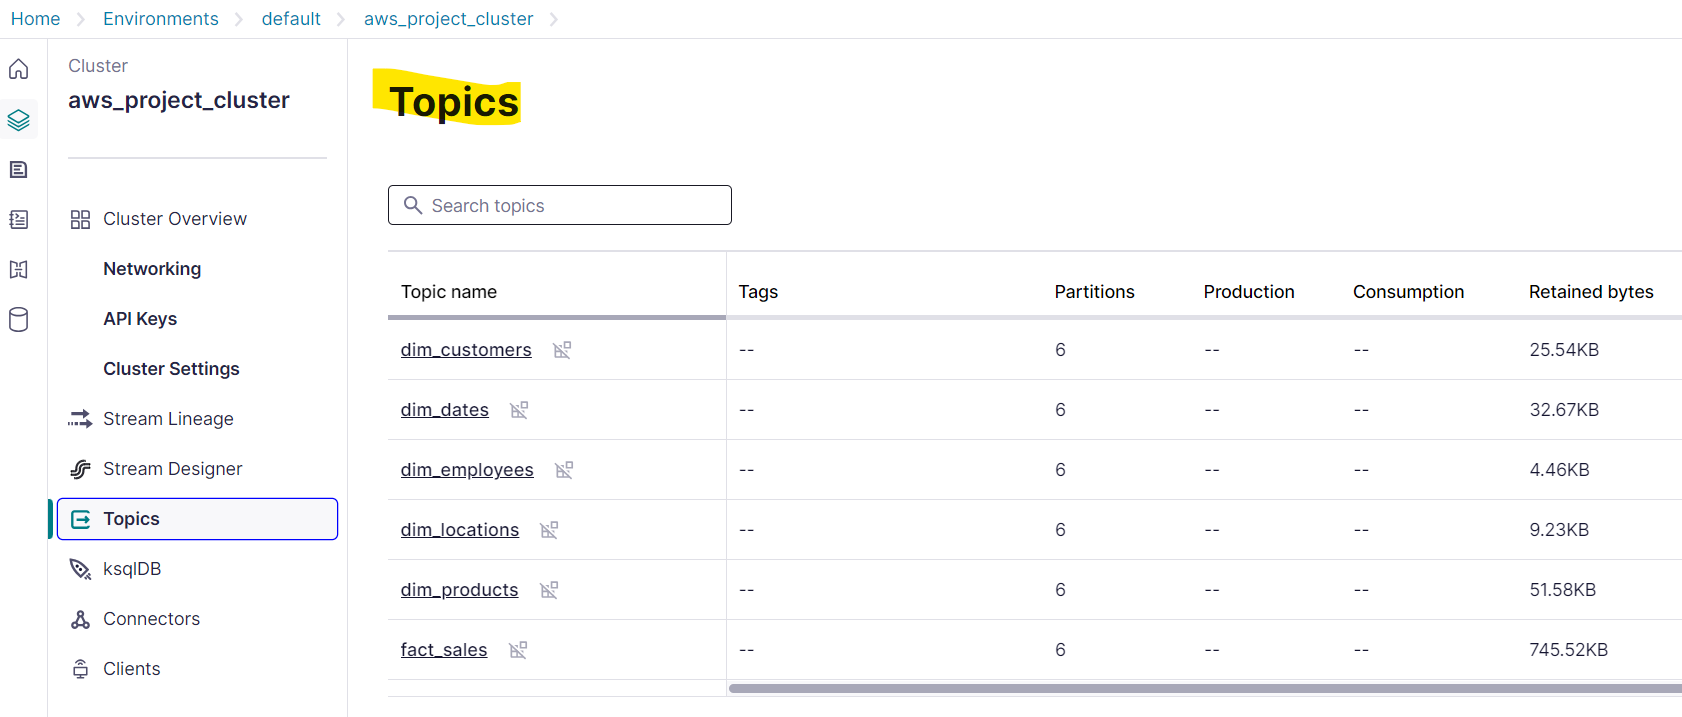 Home Environments default aws_project_cluster
Cluster
aws_project_cluster
Cluster Overview
Networking
API Keys
Cluster Settings
Stream Lineage
Stream Designer
Topics
ksqlDB
Connectors
Clients
Topics
Search topics
Topic name Tags Partitions Production Consumption Retained bytes
dim_customers -- 6 -- -- 25.54KB
dim_dates -- 6 -- -- 32.67KB
dim_employees -- 6 -- -- 4.46KB
dim_locations -- 6 -- -- 9.23KB
dim_products -- 6 -- -- 51.58KB
fact_sales -- 6 -- -- 745.52KB